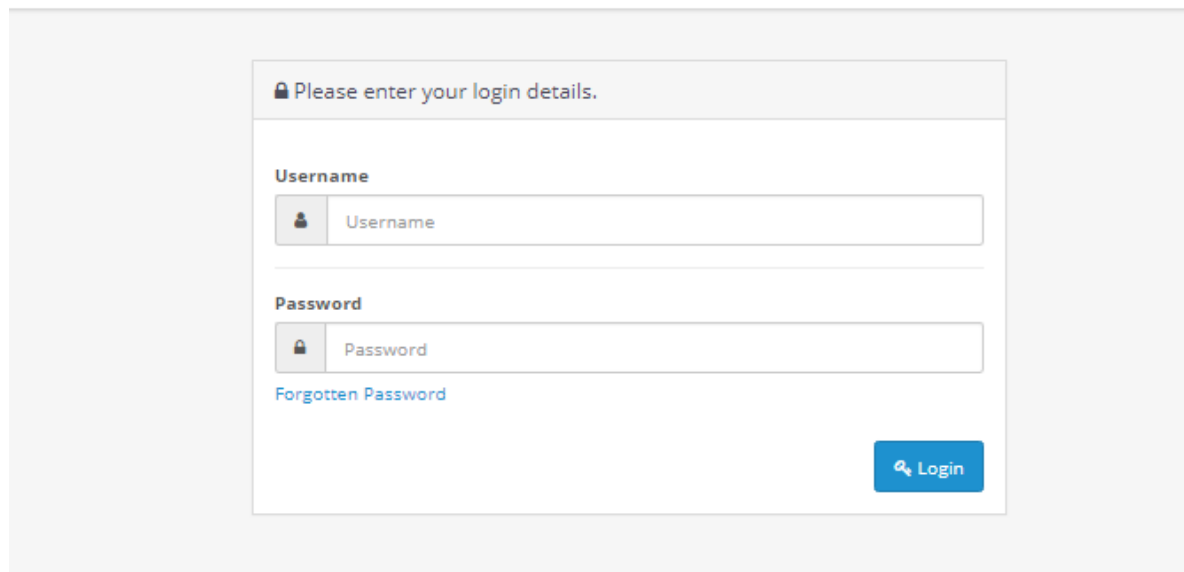 Please enter your login details.
Username
Username
Password
Password
Forgotten Password
Login